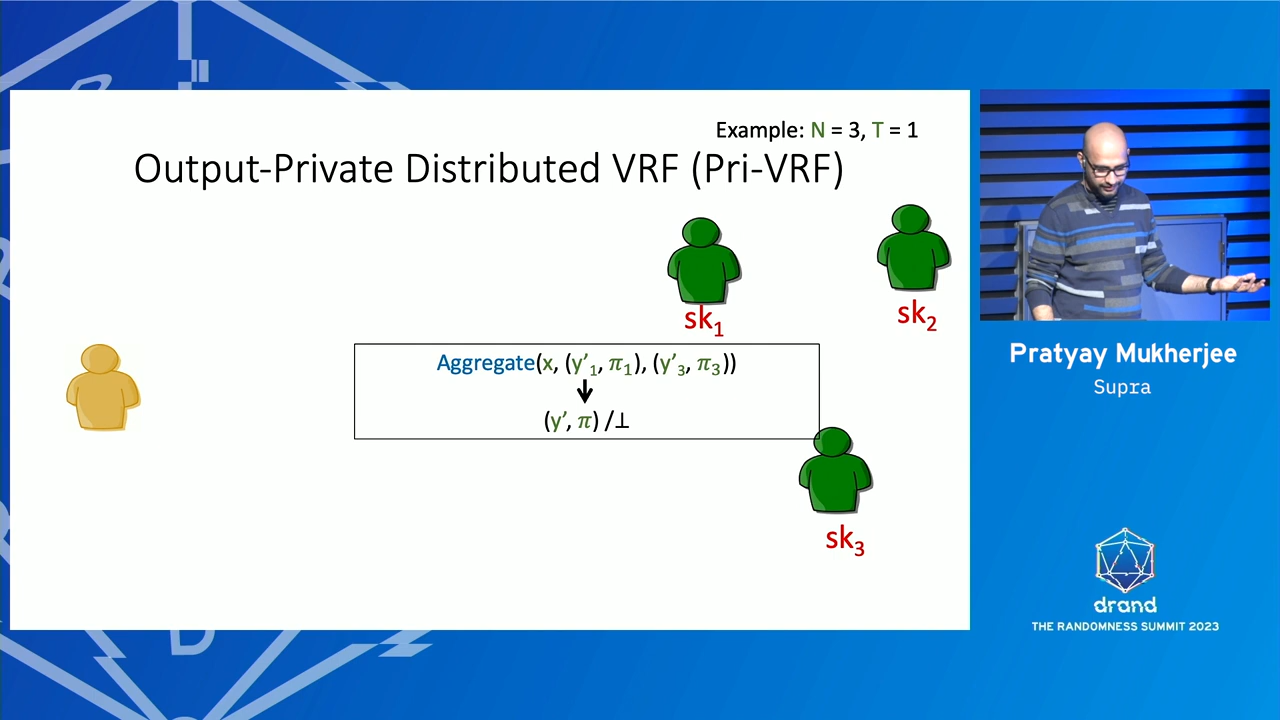 Example: N = 3, T = 1
Output-Private Distributed VRF (Pri-VRF)
sk₁
sk₂
Aggregate(x, (y’₁, π₁), (y’₃, π₃))
(y’, π) /⊥
sk₃
Pratyay Mukherjee
Supra
drand
THE RANDOMNESS SUMMIT 2023